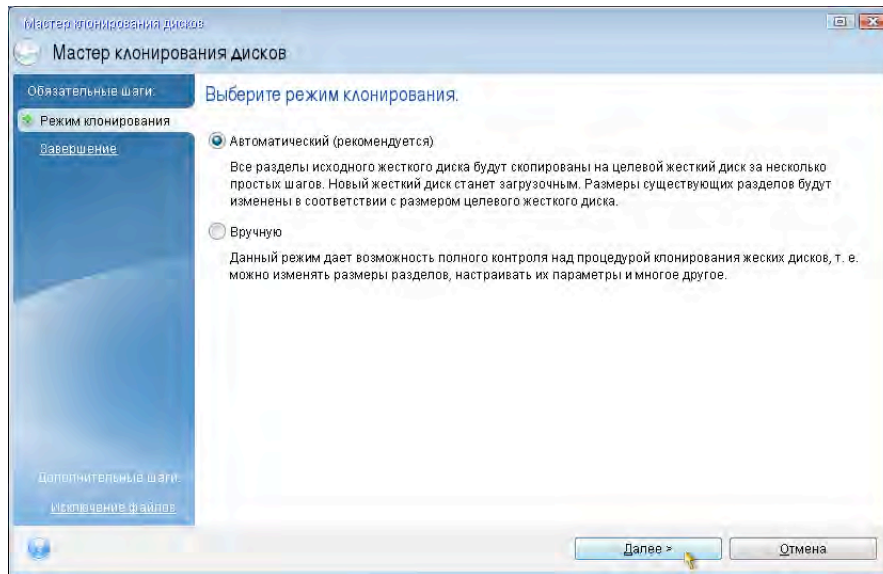 Мастер клонирования дисков
Мастер клонирования дисков
Обязательные шаги:
Режим клонирования
Завершение
Выберите режим клонирования.
Автоматический (рекомендуется)
Все разделы исходного жесткого диска будут скопированы на целевой жесткий диск за несколько
простых шагов. Новый жесткий диск станет загрузочным. Размеры существующих разделов будут
изменены в соответствии с размером целевого жесткого диска.
Вручную
Данный режим дает возможность полного контроля над процедурой клонирования жеских дисков, т. е.
можно изменять размеры разделов, настраивать их параметры и многое другое.
Дополнительные шаги:
Исключение файлов
Далее >
Отмена